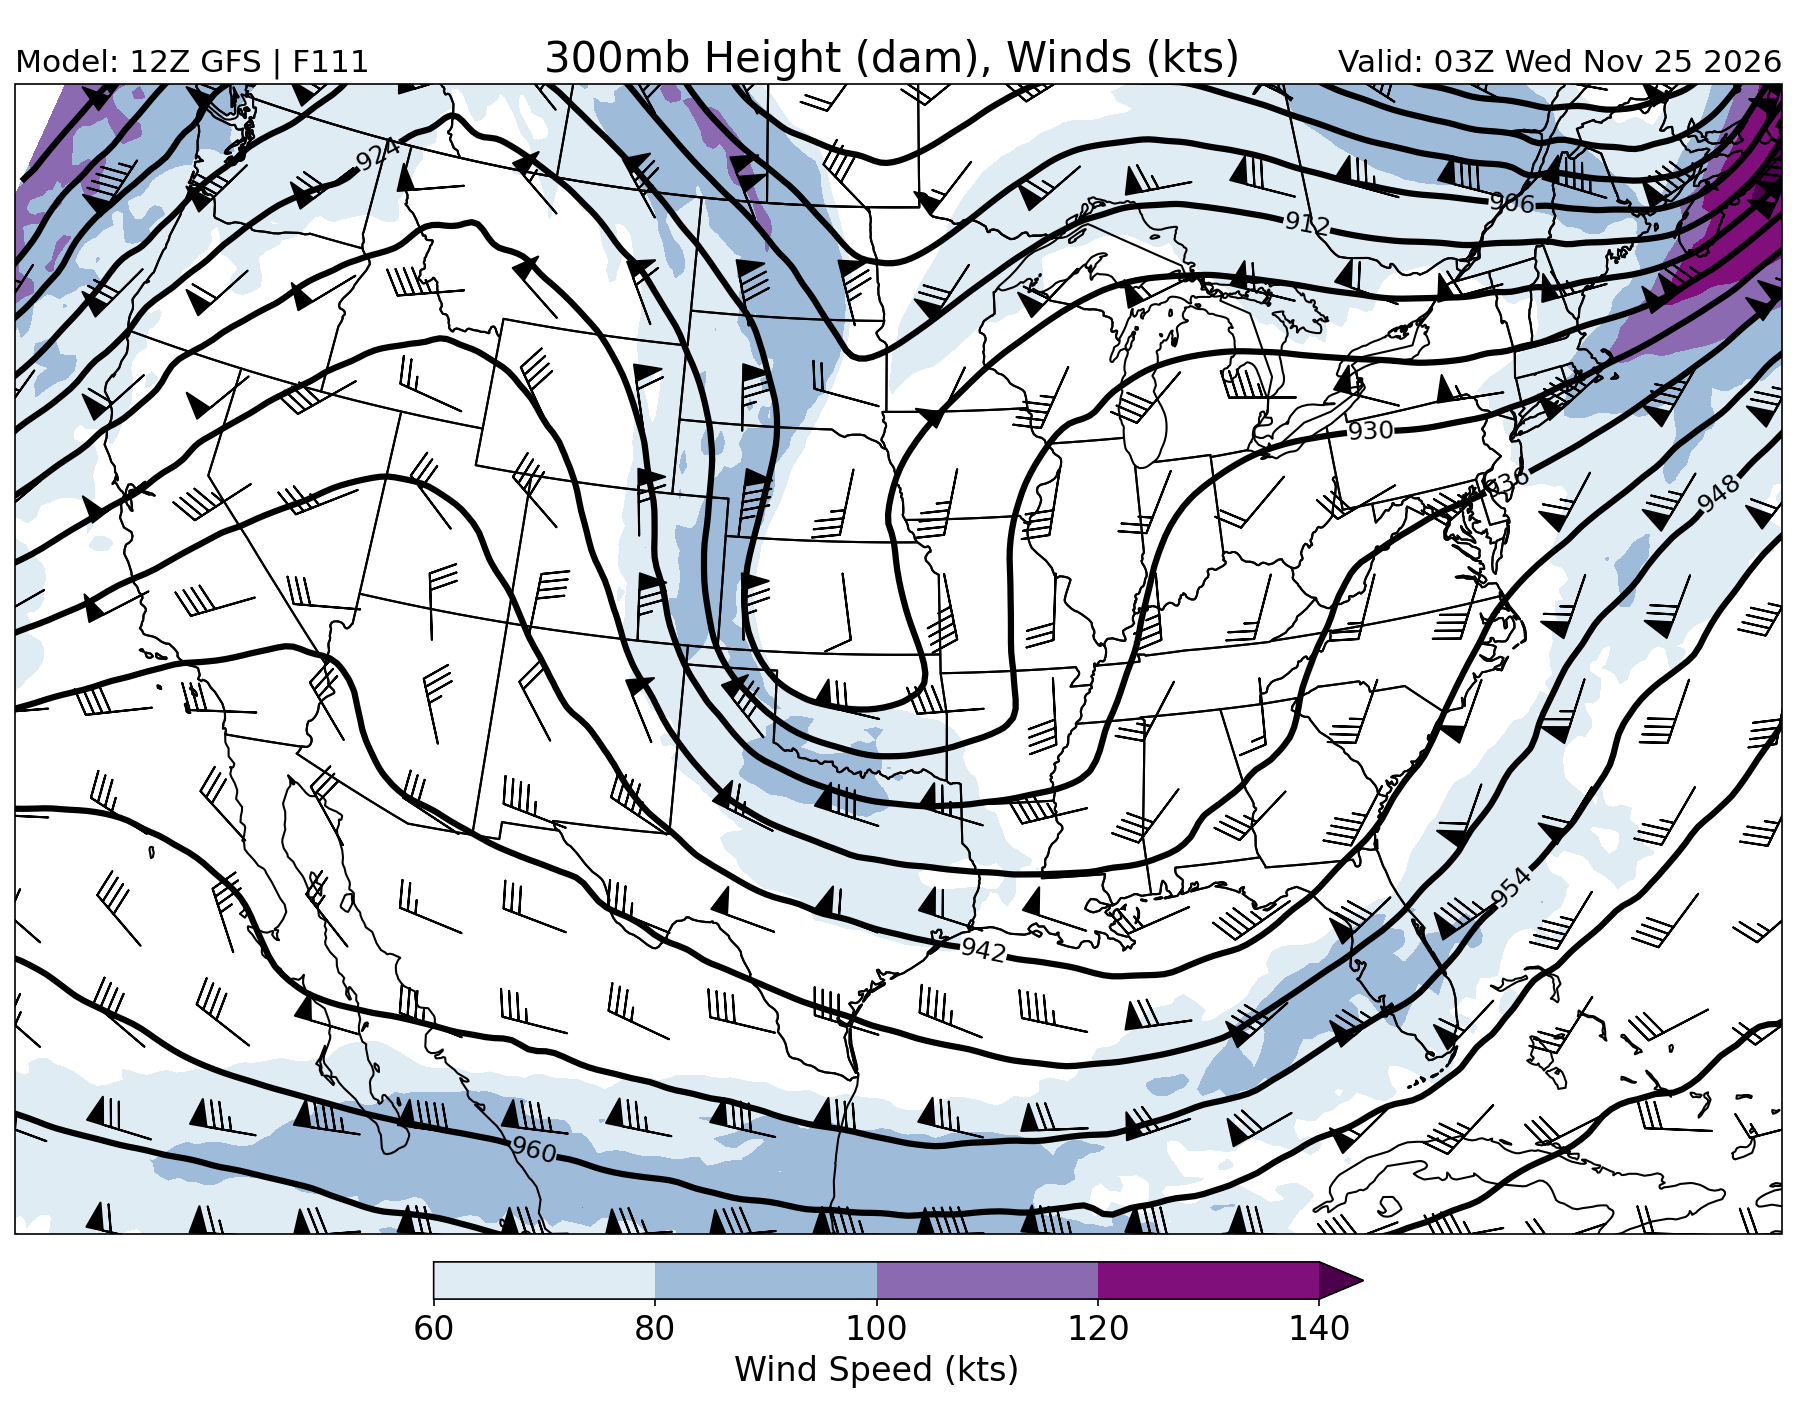 Model: 12Z GFS | F111
300mb Height (dam), Winds (kts)
Valid: 03Z Wed Nov 25 2026
924
906
912
930
936
948
954
942
960
60 80 100 120 140
Wind Speed (kts)